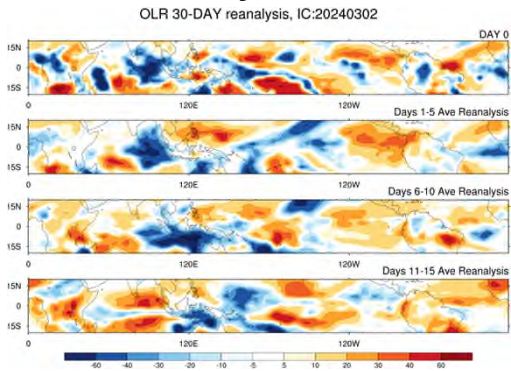 OLR 30-DAY reanalysis, IC:20240302
DAY 0
15N
0
15S
0 120E 120W
Days 1-5 Ave Reanalysis
15N
0
15S
0 120E 120W
Days 6-10 Ave Reanalysis
15N
0
15S
0 120E 120W
Days 11-15 Ave Reanalysis
15N
0
15S
0 120E 120W
-60 -40 -30 -20 -10 -5 5 10 20 30 40 60